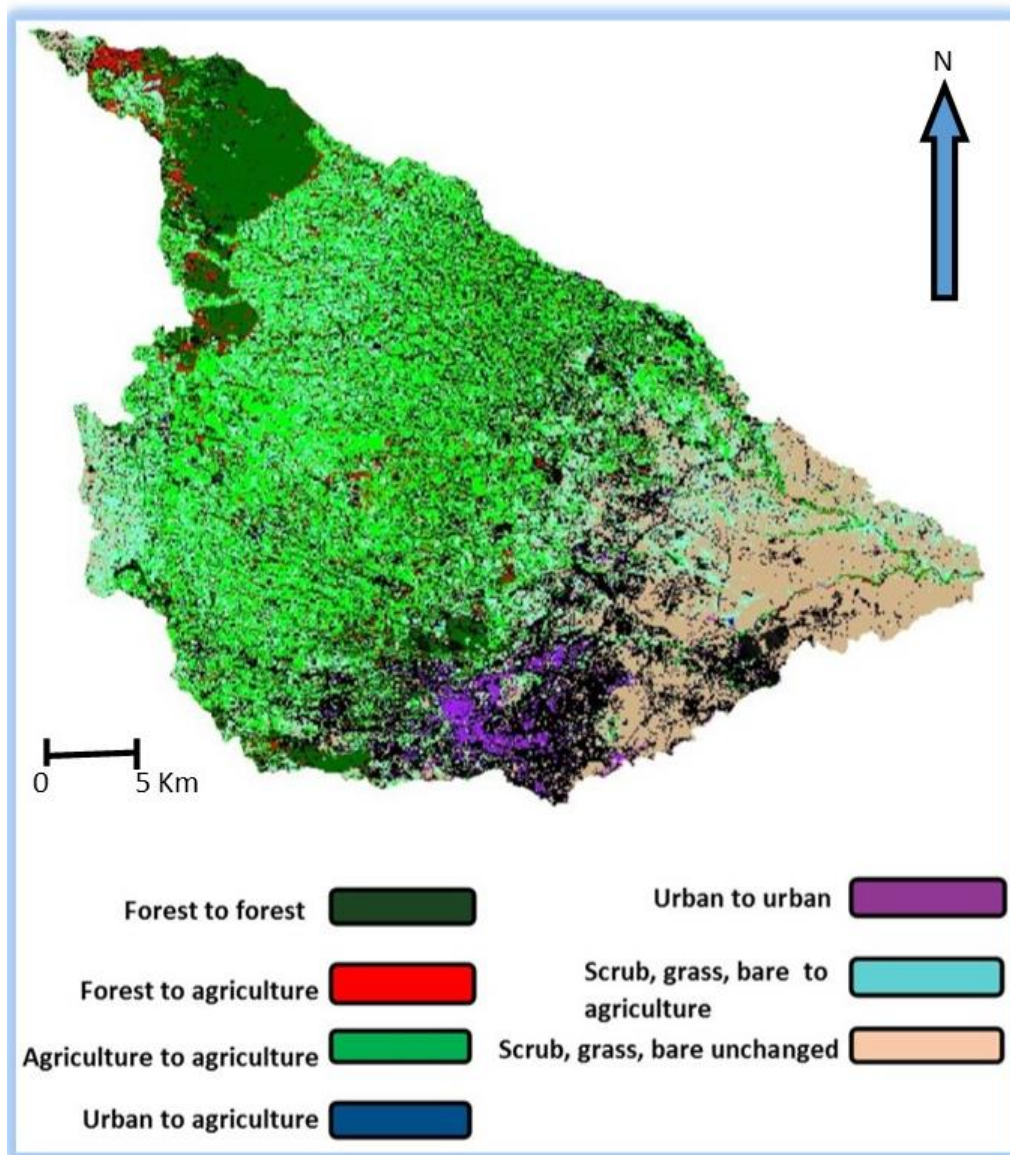 N
0 5 Km
Forest to forest
Forest to agriculture
Agriculture to agriculture
Urban to agriculture
Urban to urban
Scrub, grass, bare to
agriculture
Scrub, grass, bare unchanged